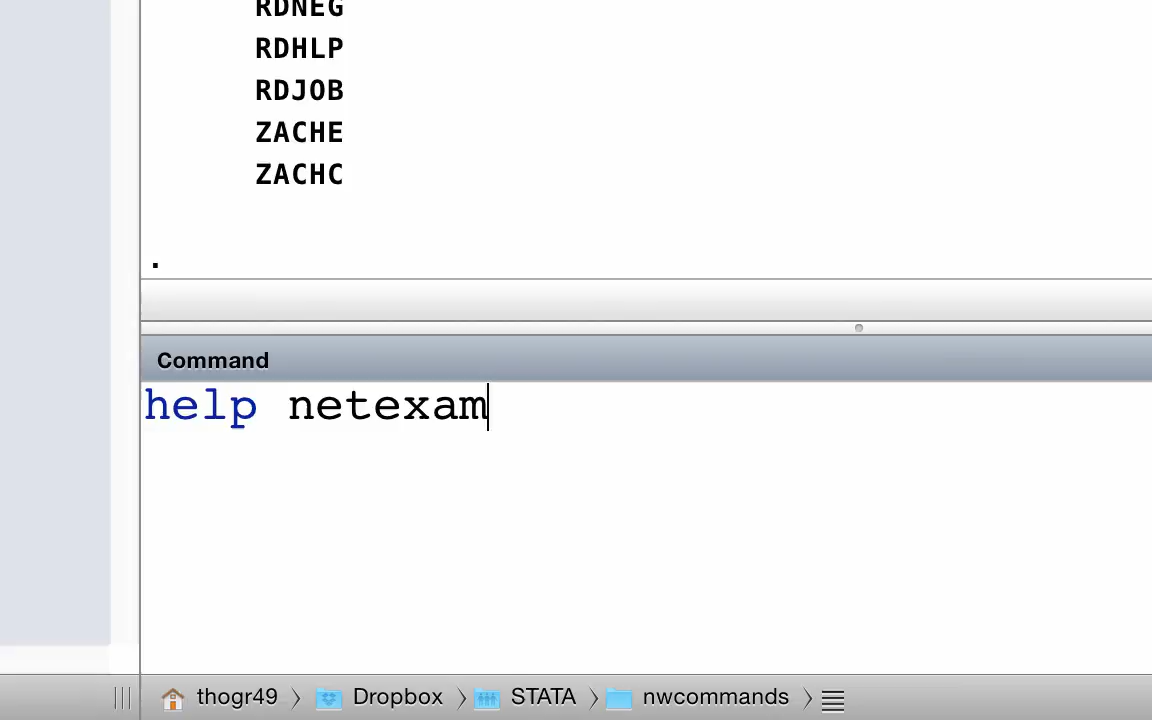 RDNEG
RDHLP
RDJOB
ZACHE
ZACHC
.
Command
help netexam
thogr49 〉 Dropbox 〉 STATA 〉 nwcommands 〉